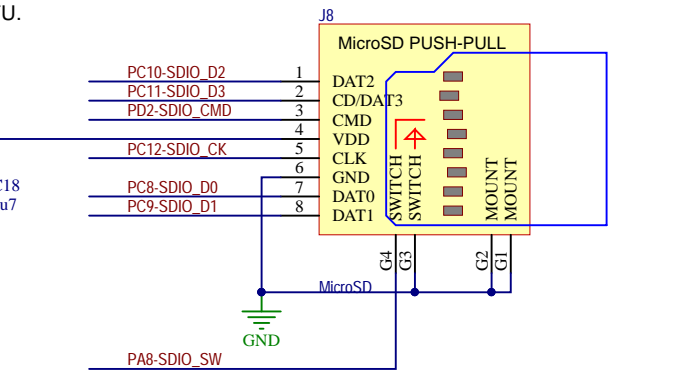 /U.
J8
MicroSD PUSH-PULL
PC10-SDIO_D2 1 DAT2
PC11-SDIO_D3 2 CD/DAT3
PD2-SDIO_CMD 3 CMD
4 VDD
PC12-SDIO_CK 5 CLK
6 GND
C18
PC8-SDIO_D0 7 DAT0
u7
PC9-SDIO_D1 8 DAT1
SWITCH
SWITCH
MOUNT
MOUNT
G4
G3
G2
G1
MicroSD
GND
PA8-SDIO_SW